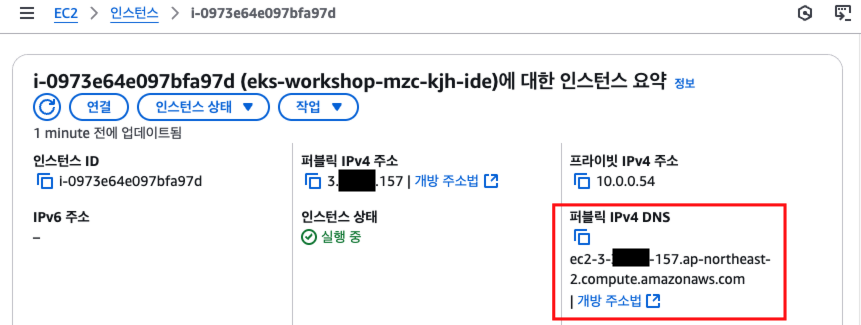 EC2 > 인스턴스 > i-0973e64e097bfa97d
i-0973e64e097bfa97d (eks-workshop-mzc-kjh-ide)에 대한 인스턴스 요약 정보
연결 인스턴스 상태 ▼ 작업 ▼
1 minute 전에 업데이트됨
인스턴스 ID
i-0973e64e097bfa97d
퍼블릭 IPv4 주소
3. .157 | 개방 주소법
프라이빗 IPv4 주소
10.0.0.54
IPv6 주소
–
인스턴스 상태
실행 중
퍼블릭 IPv4 DNS
ec2-3- -157.ap-northeast-
2.compute.amazonaws.com
| 개방 주소법